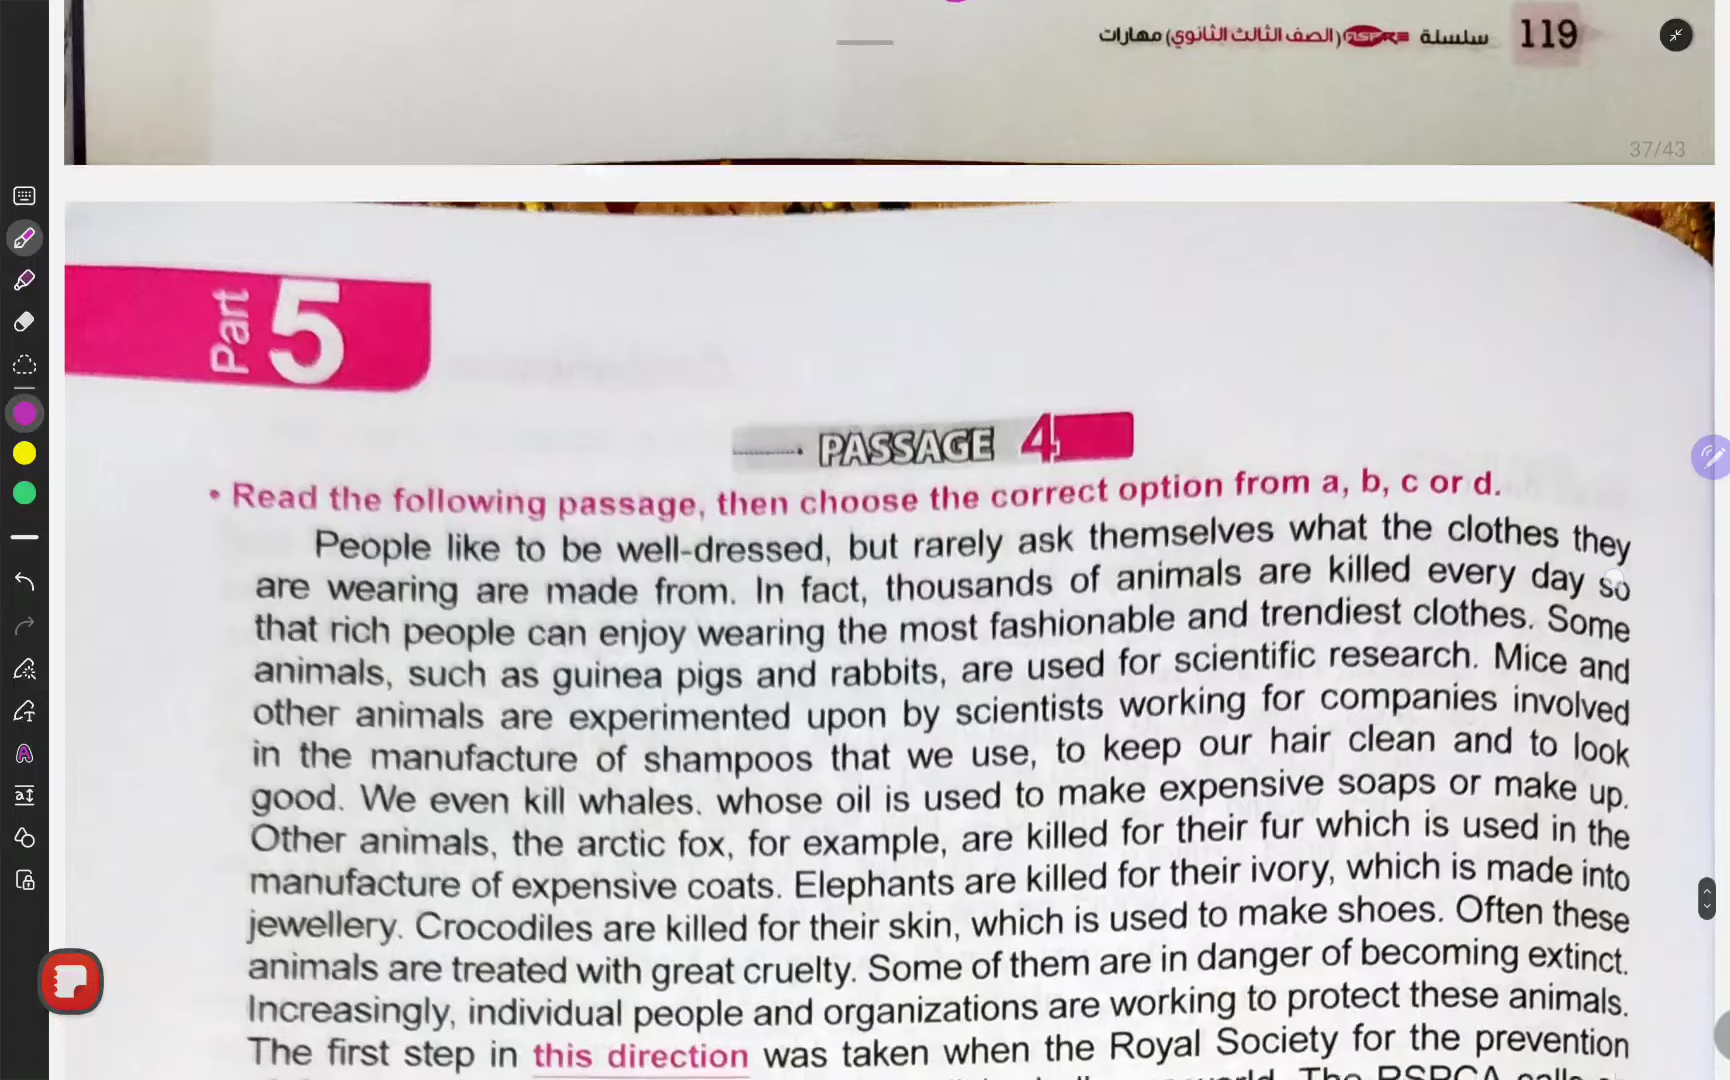 119 سلسلة ASPIRE (الصف الثالث الثانوي) مهارات
37/43
Part 5
PASSAGE 4
• Read the following passage, then choose the correct option from a, b, c or d.
People like to be well-dressed, but rarely ask themselves what the clothes they
are wearing are made from. In fact, thousands of animals are killed every day so
that rich people can enjoy wearing the most fashionable and trendiest clothes. Some
animals, such as guinea pigs and rabbits, are used for scientific research. Mice and
other animals are experimented upon by scientists working for companies involved
in the manufacture of shampoos that we use, to keep our hair clean and to look
good. We even kill whales. whose oil is used to make expensive soaps or make up.
Other animals, the arctic fox, for example, are killed for their fur which is used in the
manufacture of expensive coats. Elephants are killed for their ivory, which is made into
jewellery. Crocodiles are killed for their skin, which is used to make shoes. Often these
animals are treated with great cruelty. Some of them are in danger of becoming extinct.
Increasingly, individual people and organizations are working to protect these animals.
The first step in this direction was taken when the Royal Society for the prevention
world. The RSPCA calls